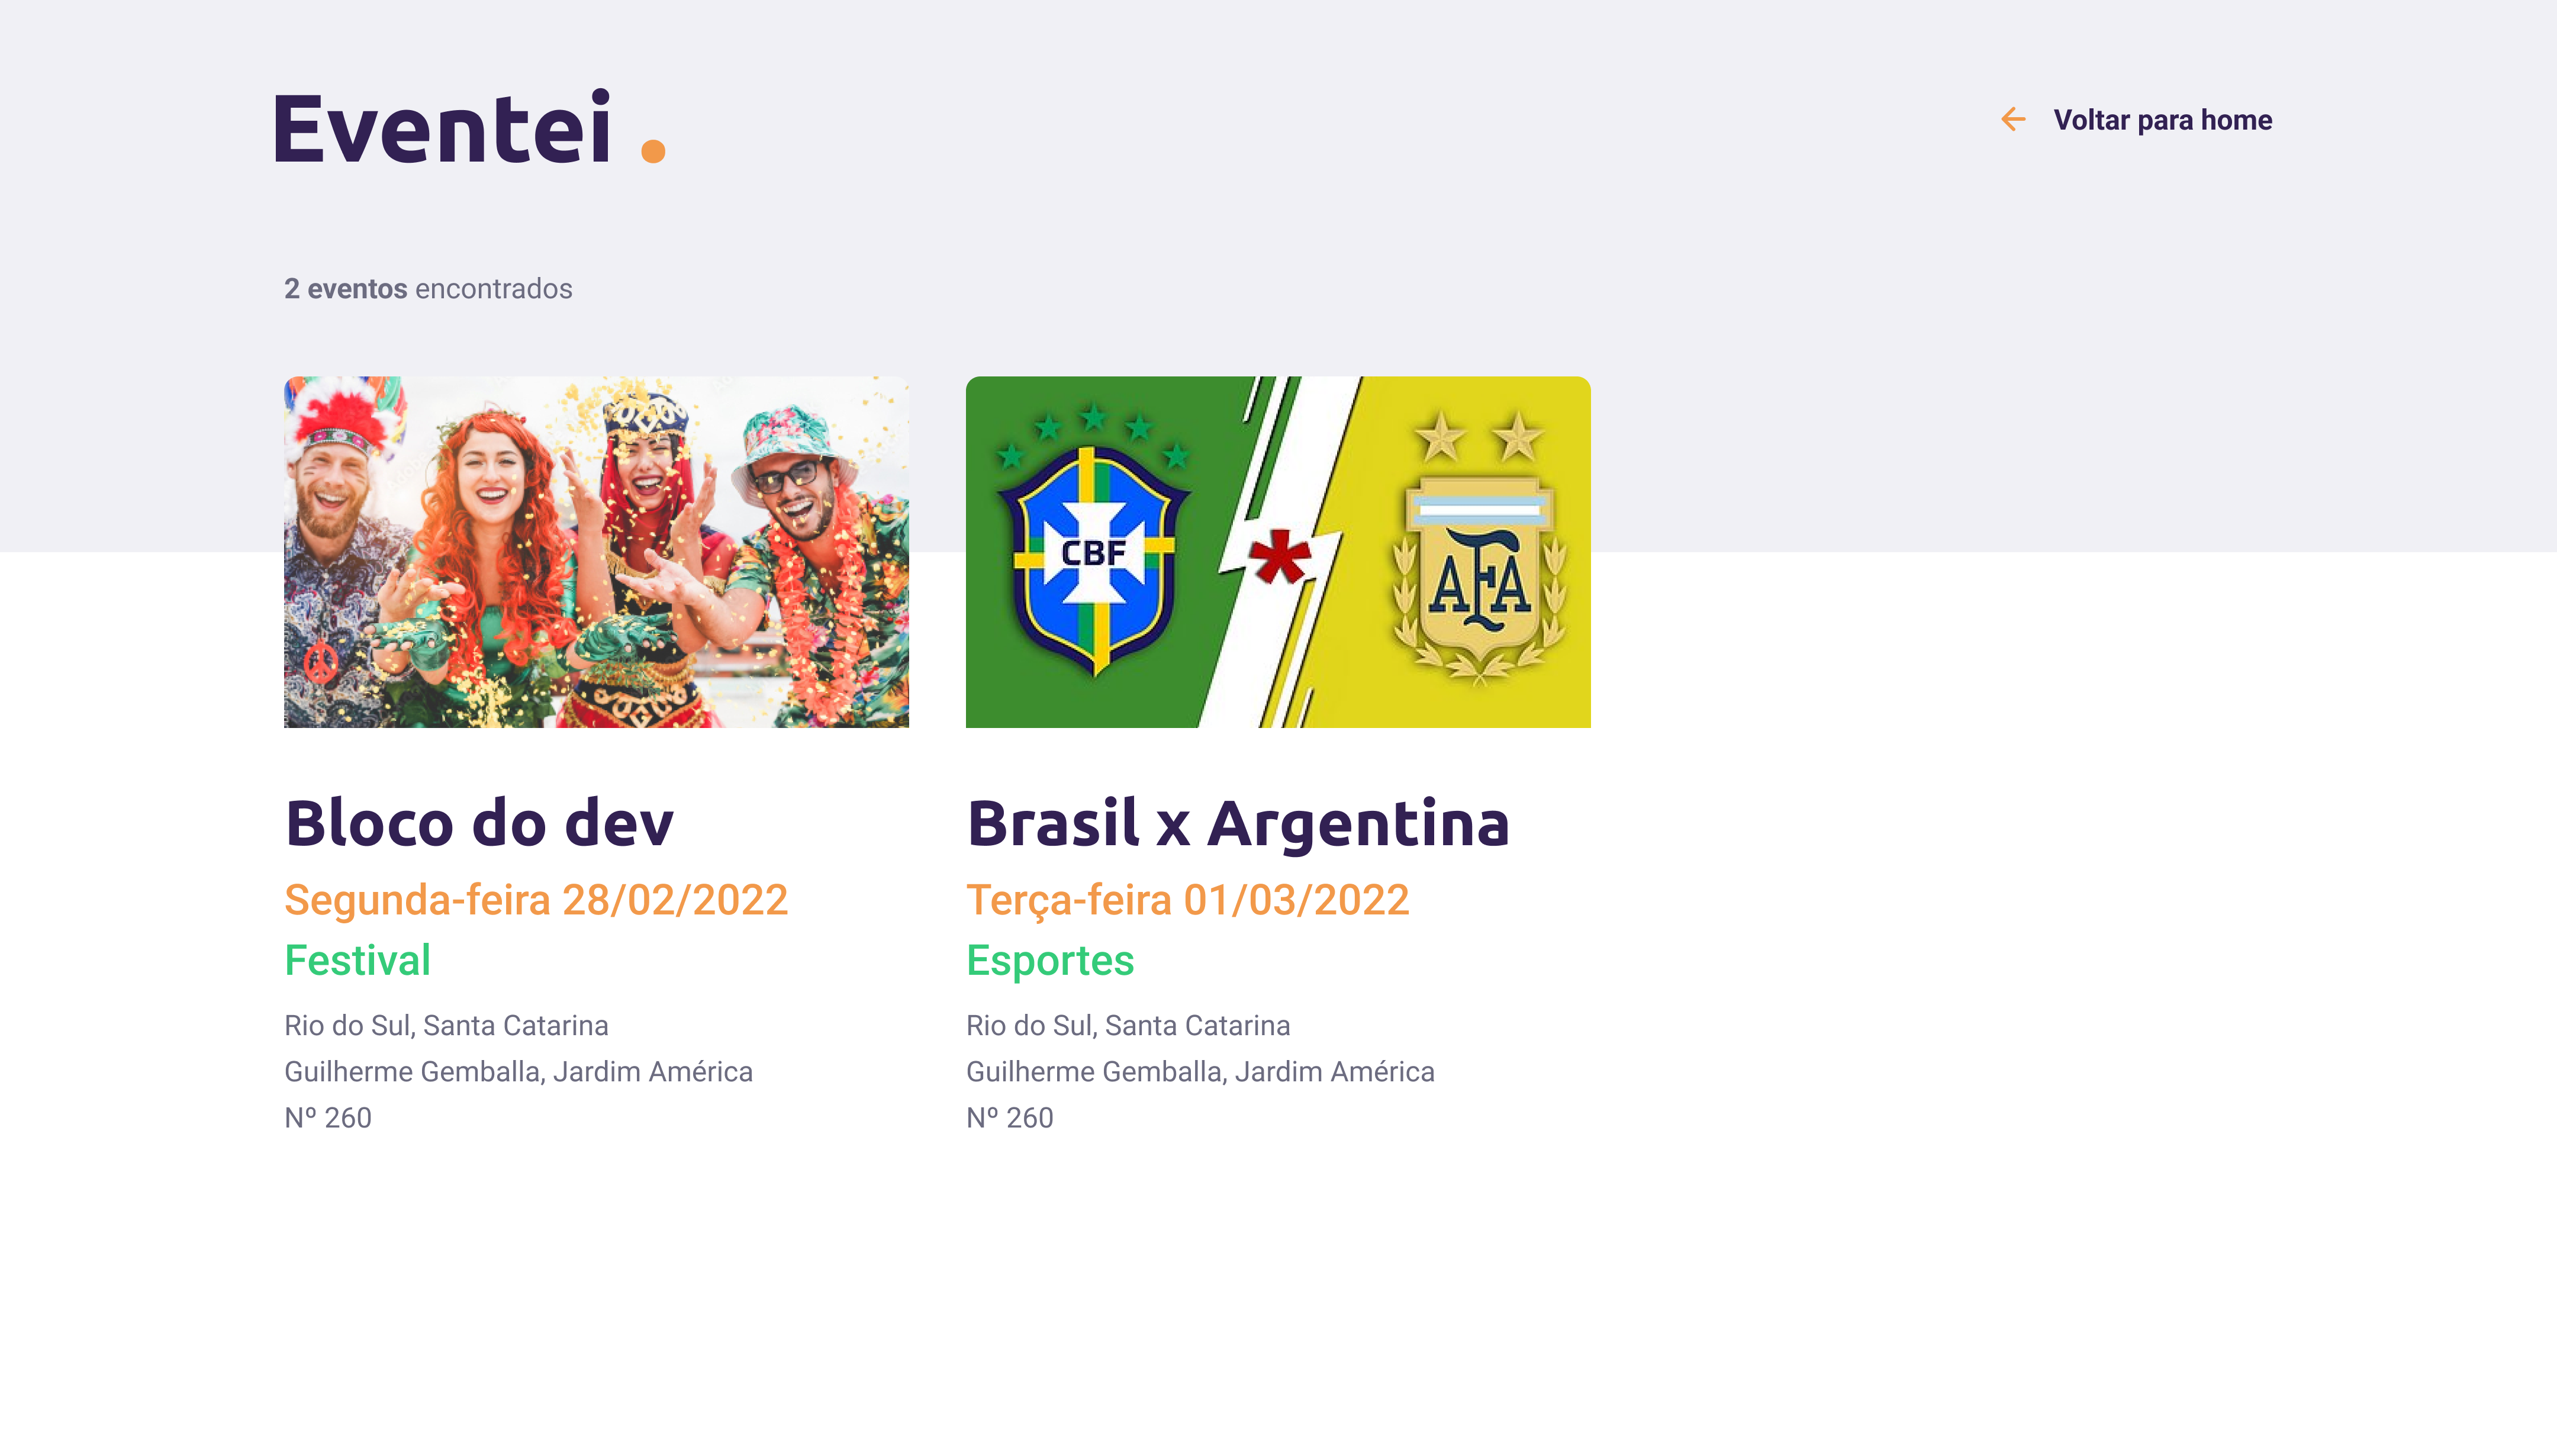 Eventei .
Voltar para home
2 eventos encontrados
CBF
AFA
Bloco do dev
Segunda-feira 28/02/2022
Festival
Rio do Sul, Santa Catarina
Guilherme Gemballa, Jardim América
Nº 260
Brasil x Argentina
Terça-feira 01/03/2022
Esportes
Rio do Sul, Santa Catarina
Guilherme Gemballa, Jardim América
Nº 260